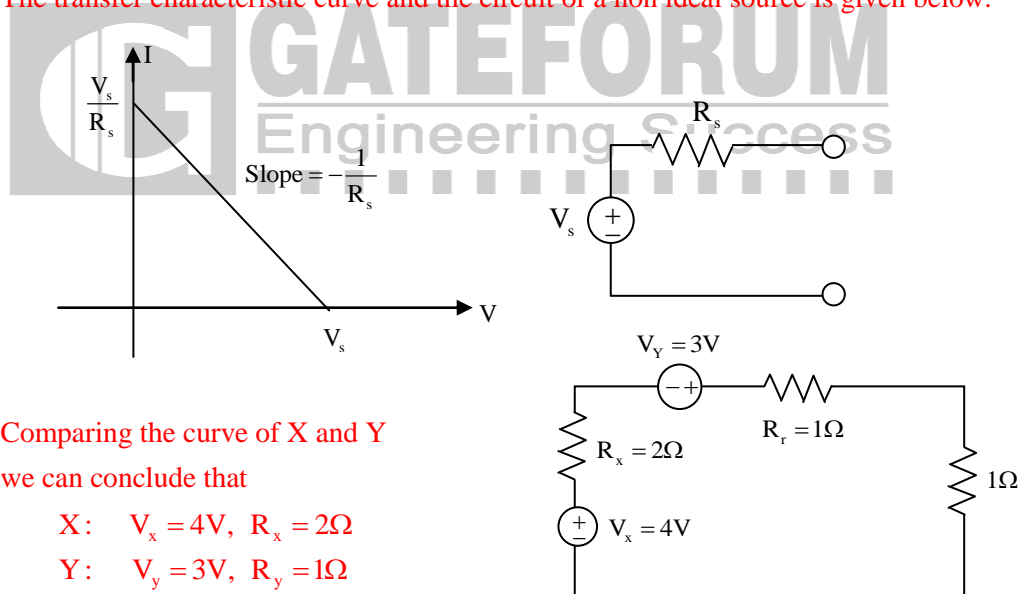 The transfer characteristic curve and the circuit of a non ideal source is given below.
GATEFORUM
Engineering Success
I
V_s/R_s
Slope = -1/R_s
V
V_s
R_s
V_s
+
−
V_Y = 3V
− +
R_r = 1Ω
R_x = 2Ω
1Ω
+
−
V_x = 4V
Comparing the curve of X and Y
we can conclude that
X: V_x = 4V, R_x = 2Ω
Y: V_y = 3V, R_y = 1Ω